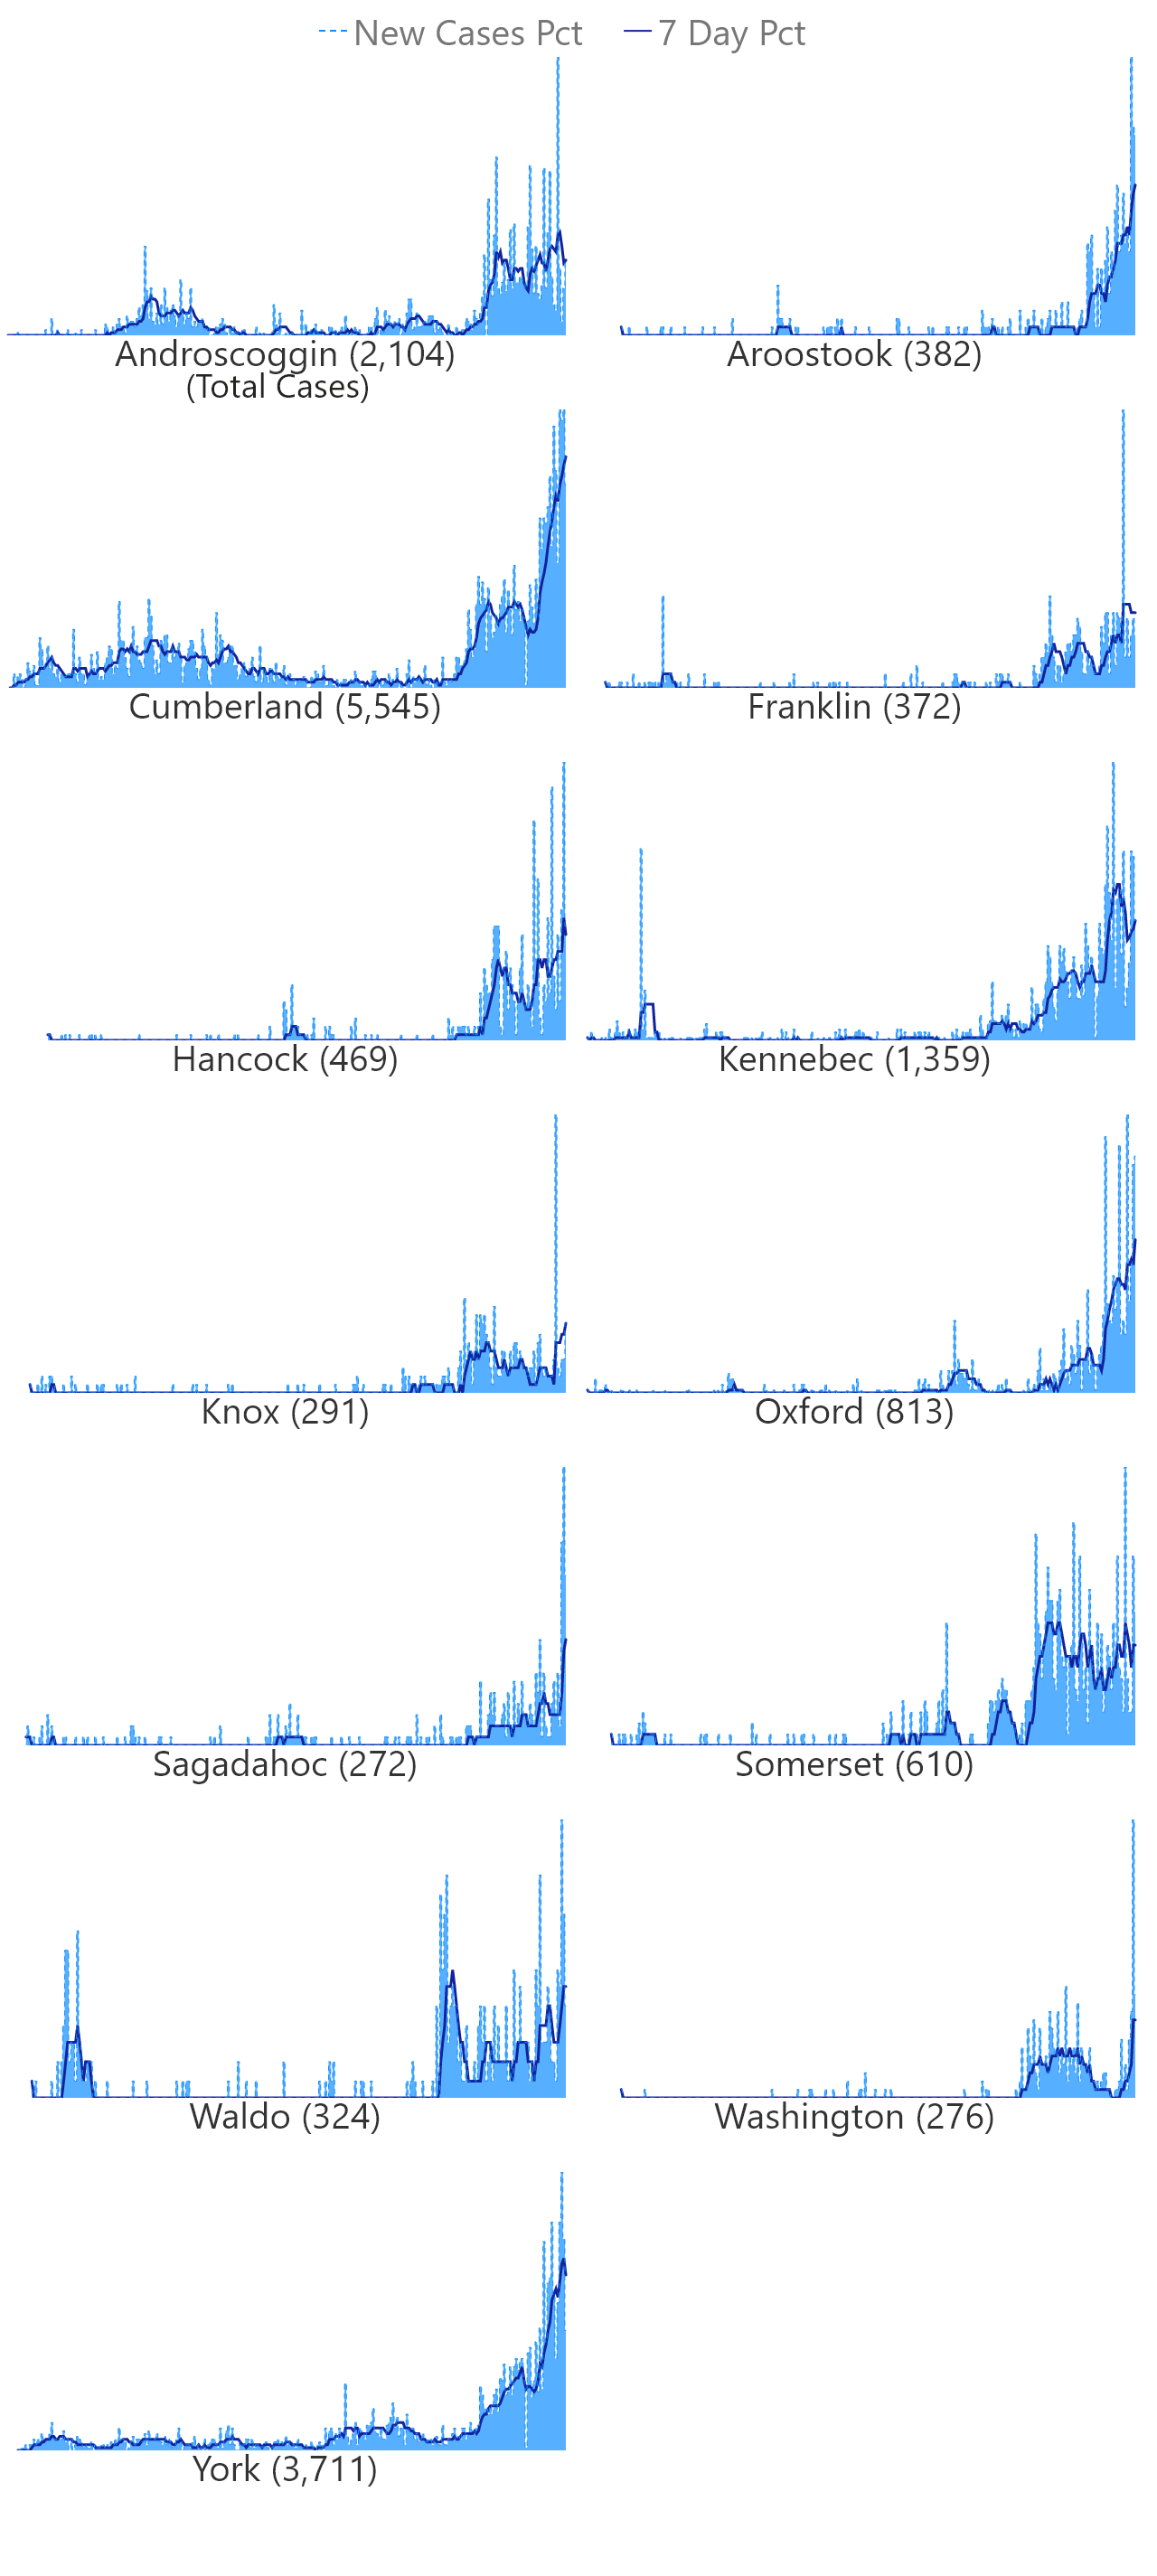 New Cases Pct 7 Day Pct
Androscoggin (2,104) Aroostook (382)
(Total Cases)
Cumberland (5,545) Franklin (372)
Hancock (469) Kennebec (1,359)
Knox (291) Oxford (813)
Sagadahoc (272) Somerset (610)
Waldo (324) Washington (276)
York (3,711)